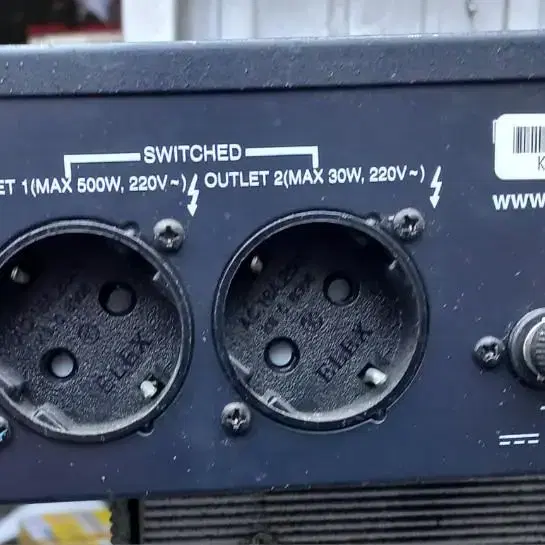 SWITCHED
ET 1(MAX 500W, 220V~) OUTLET 2(MAX 30W, 220V~)
K
www.
ELEX
ELEX